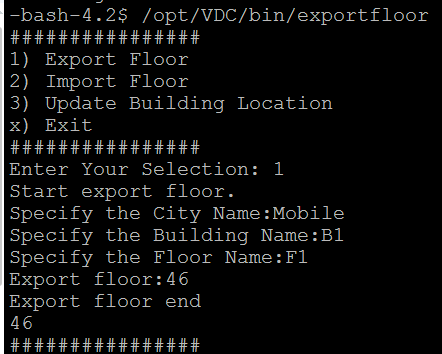 -bash-4.2$ /opt/VDC/bin/exportfloor
################
1) Export Floor
2) Import Floor
3) Update Building Location
x) Exit
################
Enter Your Selection: 1
Start export floor.
Specify the City Name:Mobile
Specify the Building Name:B1
Specify the Floor Name:F1
Export floor:46
Export floor end
46
################